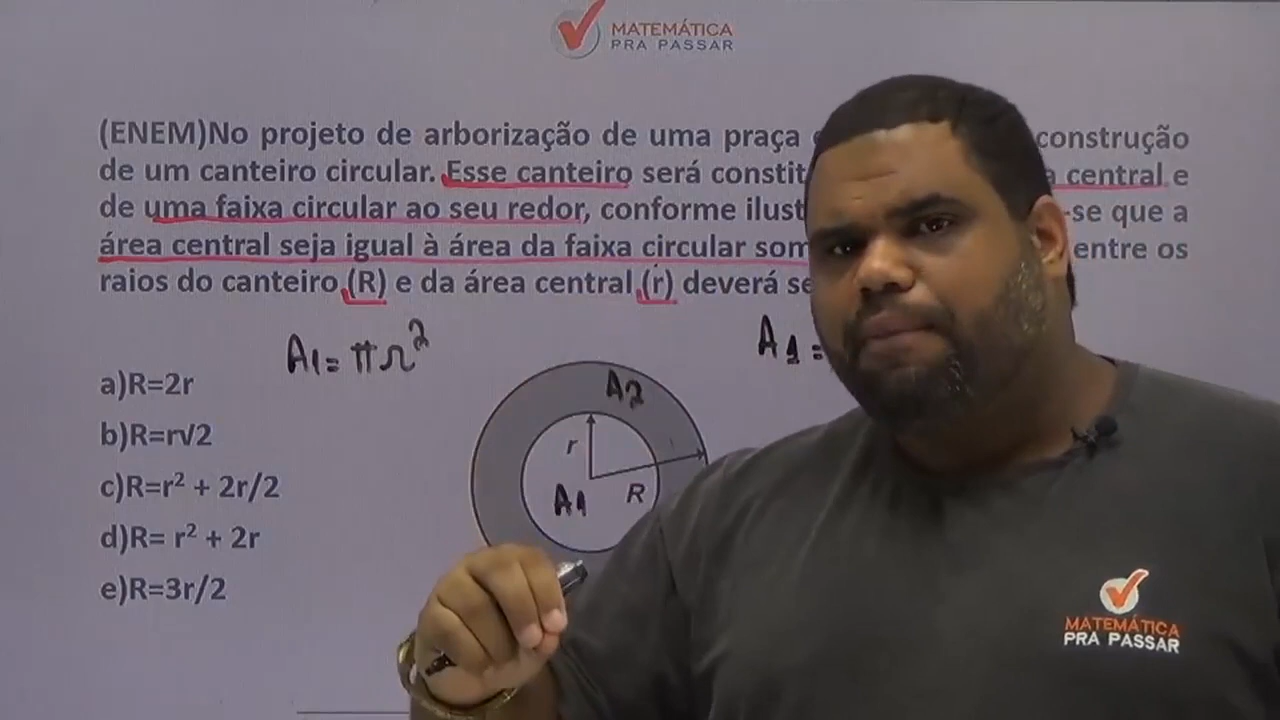 MATEMÁTICA
PRA PASSAR
(ENEM)No projeto de arborização de uma praça construção
de um canteiro circular. Esse canteiro será central e
de uma faixa circular ao seu redor, conforme -se que a
área central seja igual à área da faixa circular entre os
raios do canteiro (R) e da área central (r) deverá
A1=πr²
A1=
a)R=2r
b)R=r√2
c)R=r² + 2r/2
d)R= r² + 2r
e)R=3r/2
A2
r
R
A1
MATEMÁTICA
PRA PASSAR